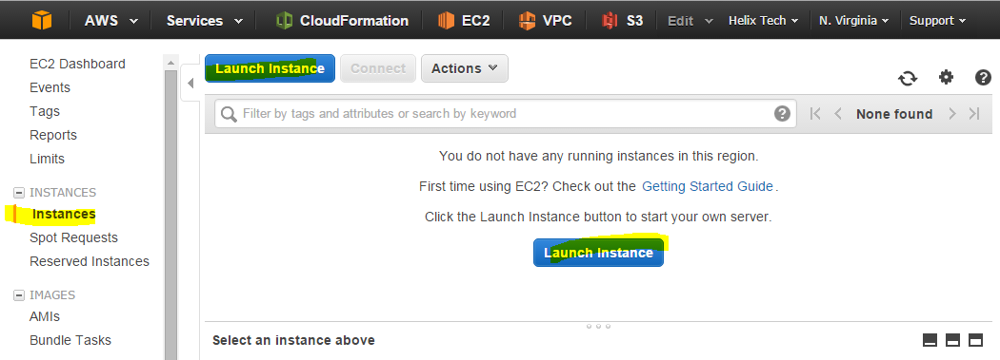 AWS Services CloudFormation EC2 VPC S3 Edit Helix Tech N. Virginia Support
EC2 Dashboard
Events
Tags
Reports
Limits
INSTANCES
Instances
Spot Requests
Reserved Instances
IMAGES
AMIs
Bundle Tasks
Launch Instance Connect Actions
Filter by tags and attributes or search by keyword None found
You do not have any running instances in this region.
First time using EC2? Check out the Getting Started Guide.
Click the Launch Instance button to start your own server.
Launch Instance
Select an instance above